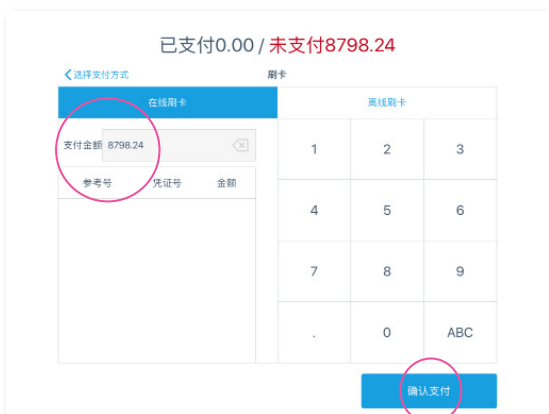 已支付0.00 / 未支付8798.24
选择支付方式 刷卡
在线刷卡 离线刷卡
支付金额 8798.24
参考号 凭证号 金额
1 2 3
4 5 6
7 8 9
. 0 ABC
确认支付